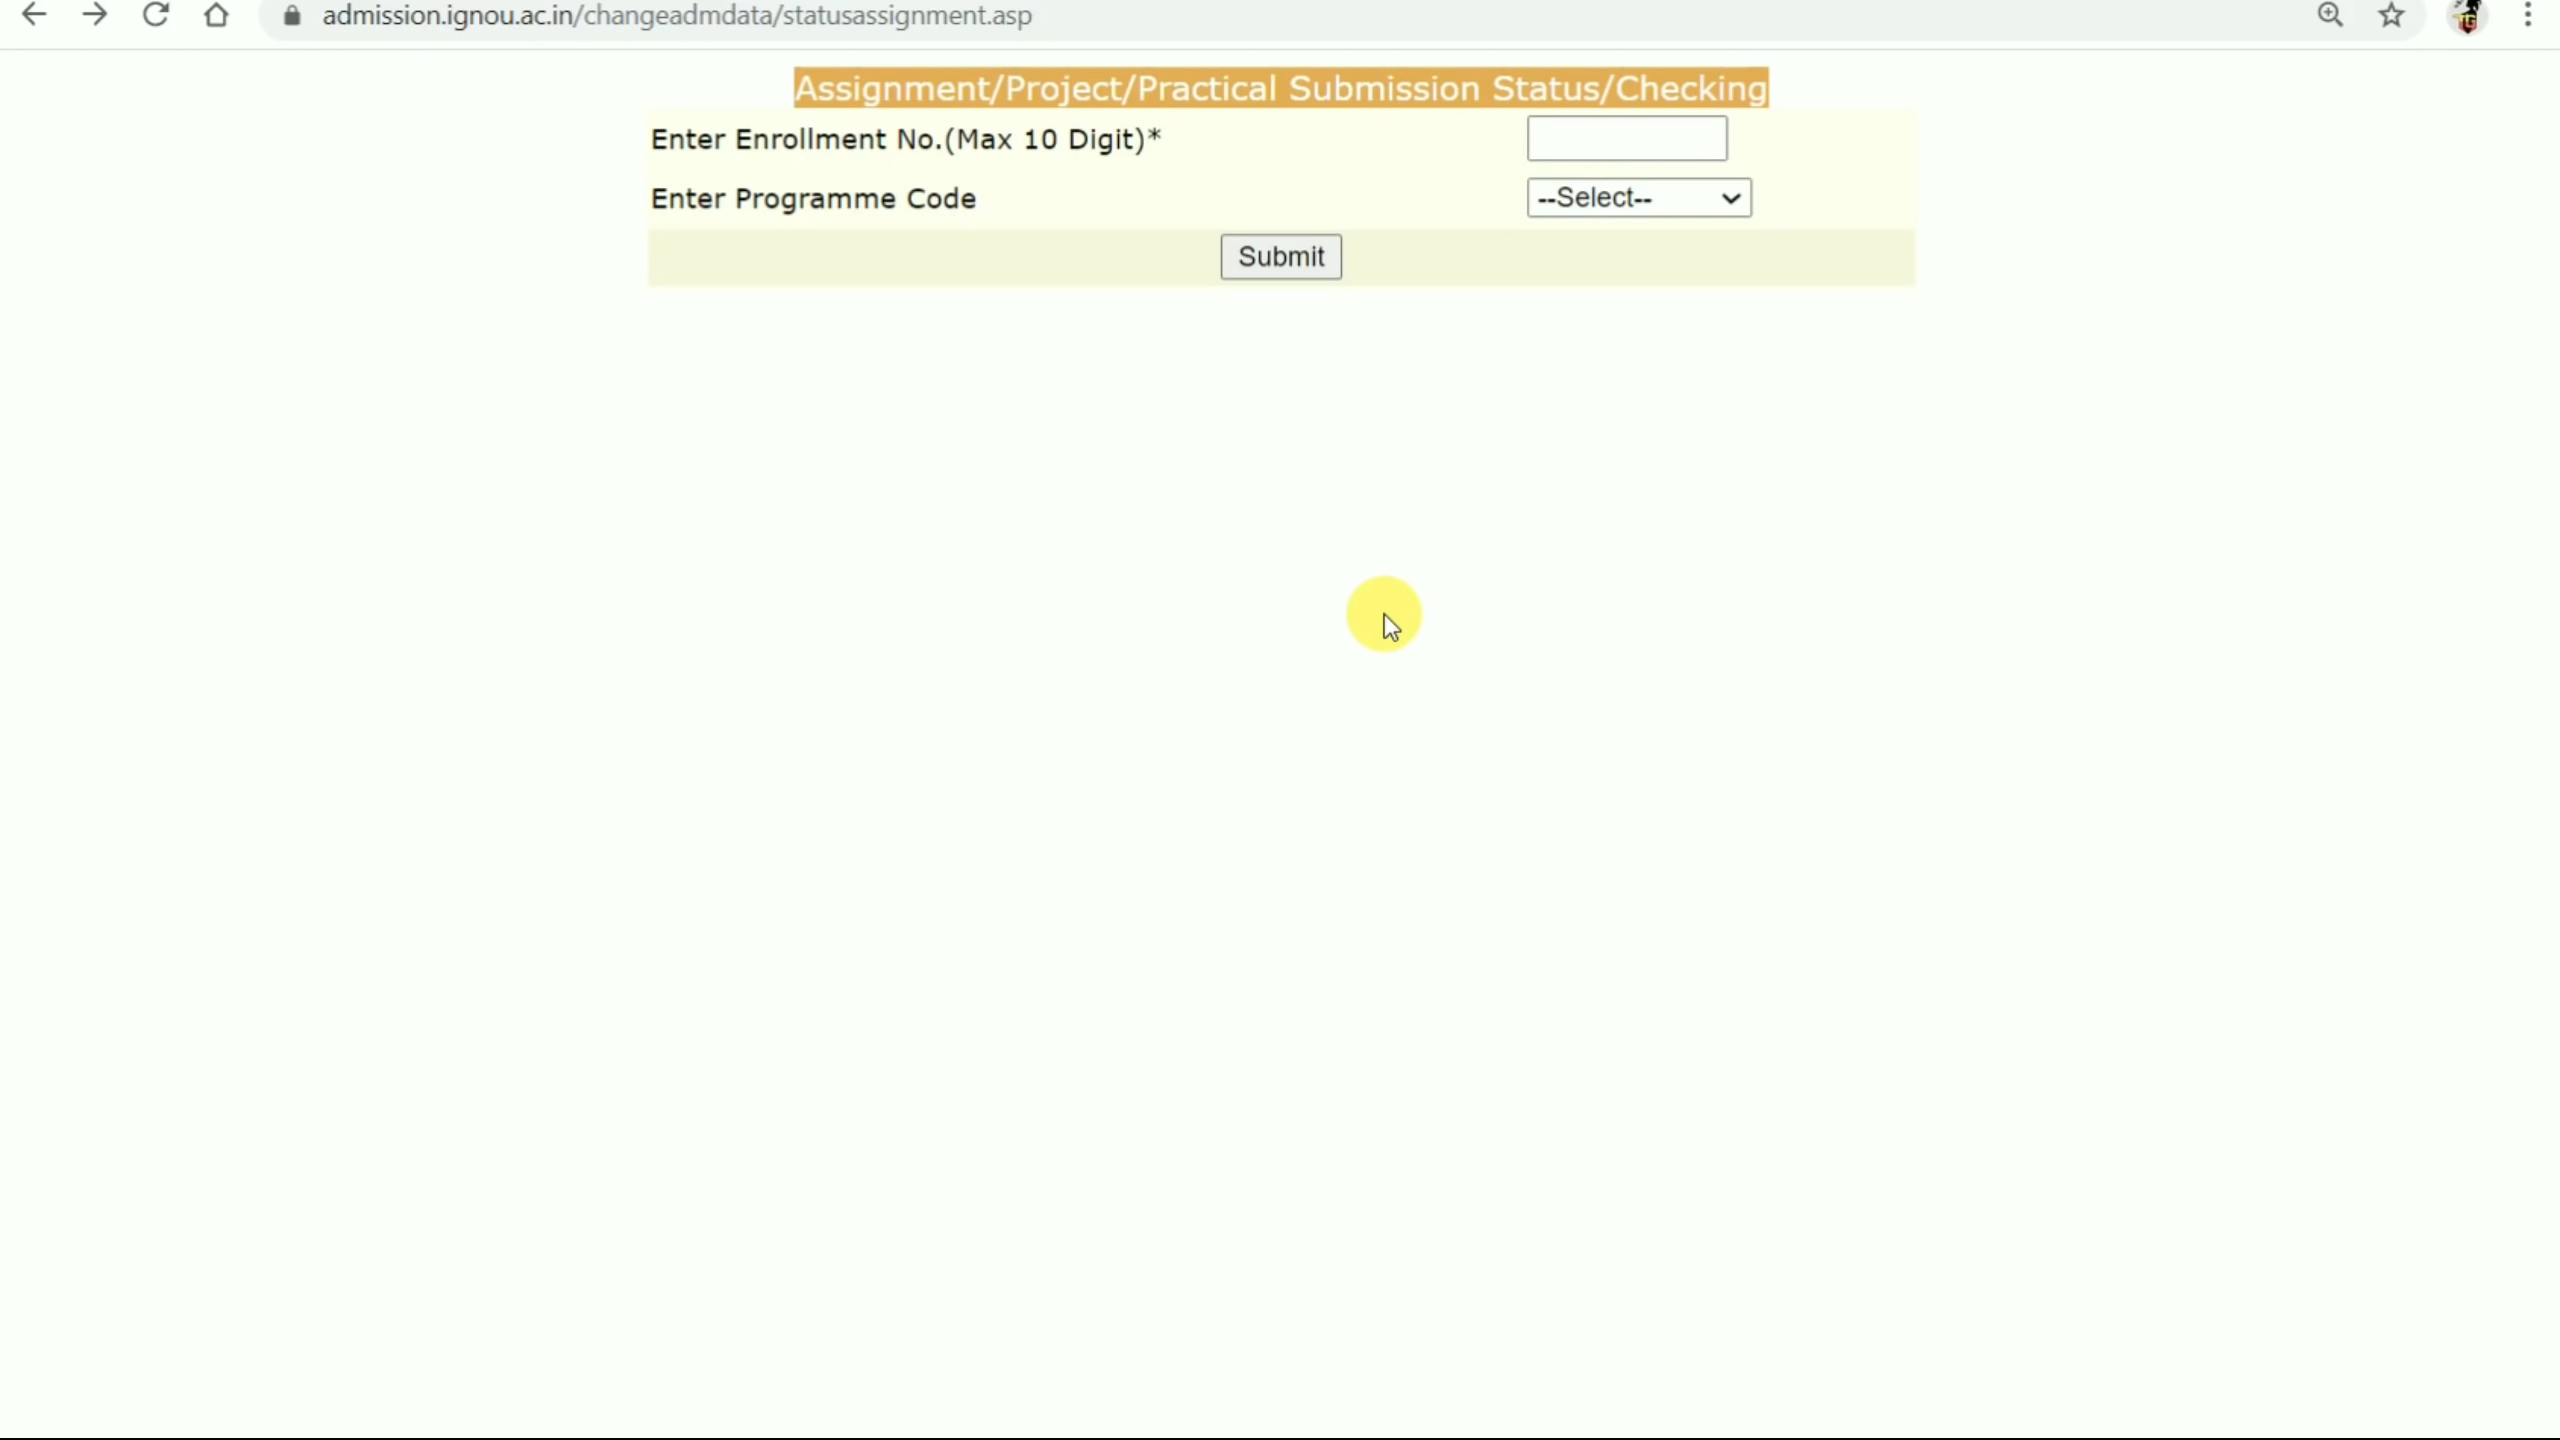 admission.ignou.ac.in/changeadmdata/statusassignment.asp
Assignment/Project/Practical Submission Status/Checking
Enter Enrollment No.(Max 10 Digit)*
Enter Programme Code
--Select--
Submit